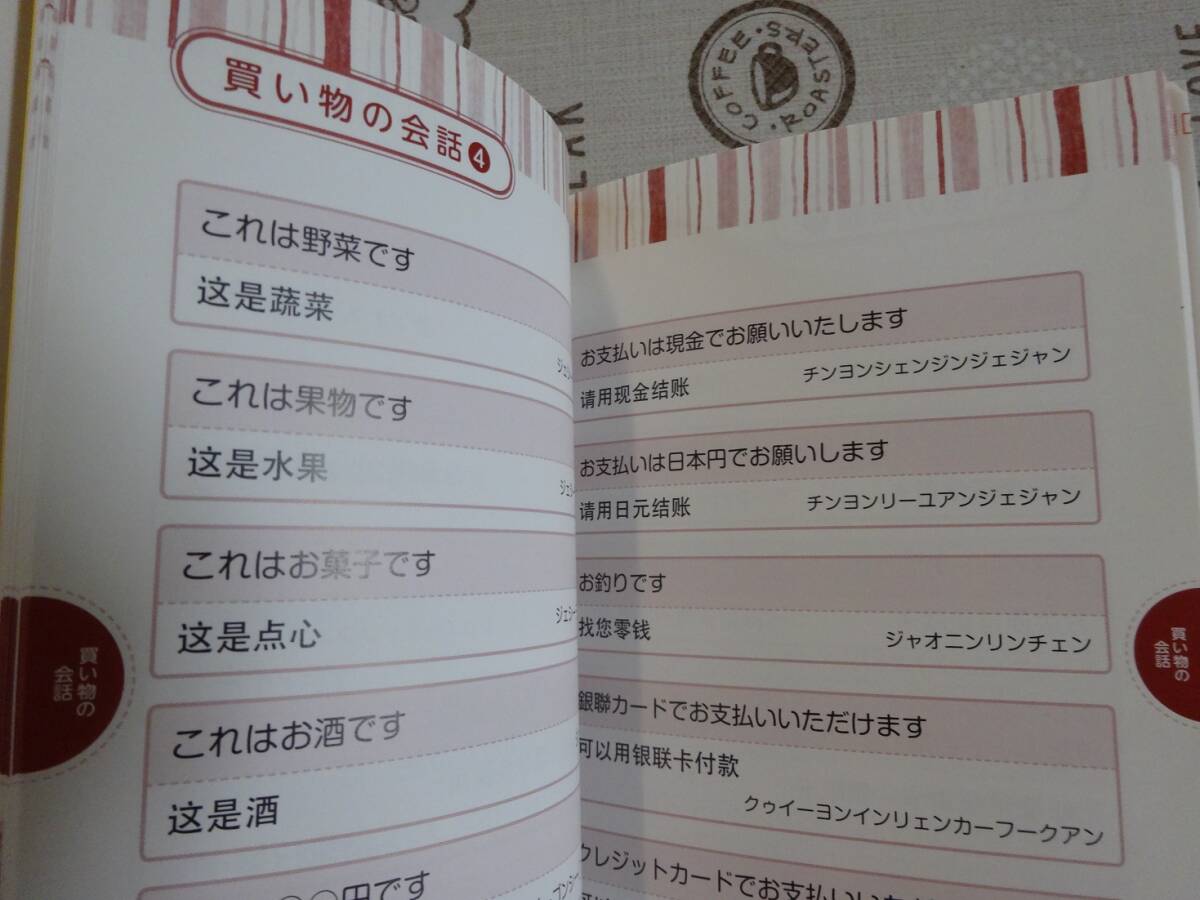 COFFEE ROASTERS
買い物の会話4
これは野菜です
这是蔬菜
これは果物です
这是水果
これはお菓子です
这是点心
これはお酒です
这是酒
円です
買い物の
会話
お支払いは現金でお願いいたします
请用现金结账
チンヨンシェンジンジェジャン
お支払いは日本円でお願いします
请用日元结账
チンヨンリーユアンジェジャン
お釣りです
找您零钱
ジャオニンリンチェン
銀聯カードでお支払いいただけます
可以用银联卡付款
クゥイーヨンインリェンカーフークアン
クレジットカードでお支払いい
買い物の
会話